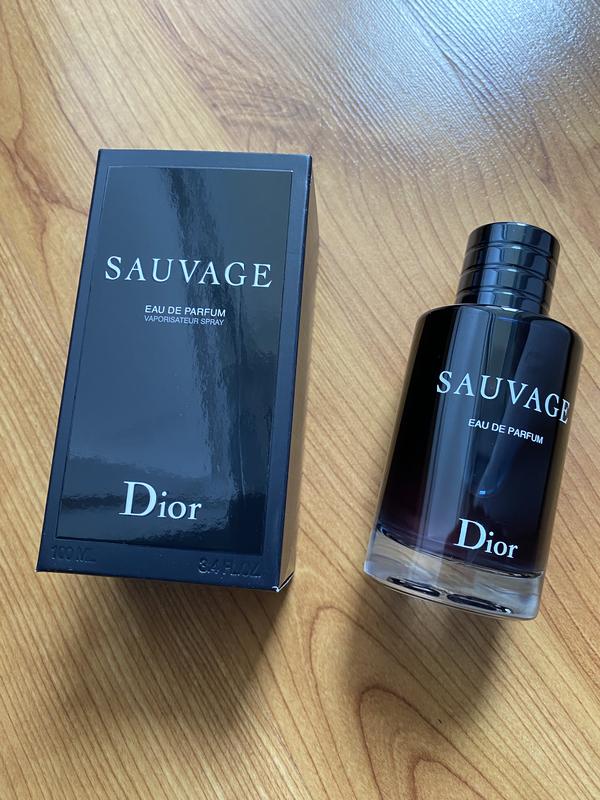 SAUVAGE
EAU DE PARFUM
VAPORISATEUR SPRAY
Dior
100 ML
3.4 FL.OZ.
SAUVAGE
EAU DE PARFUM
Dior